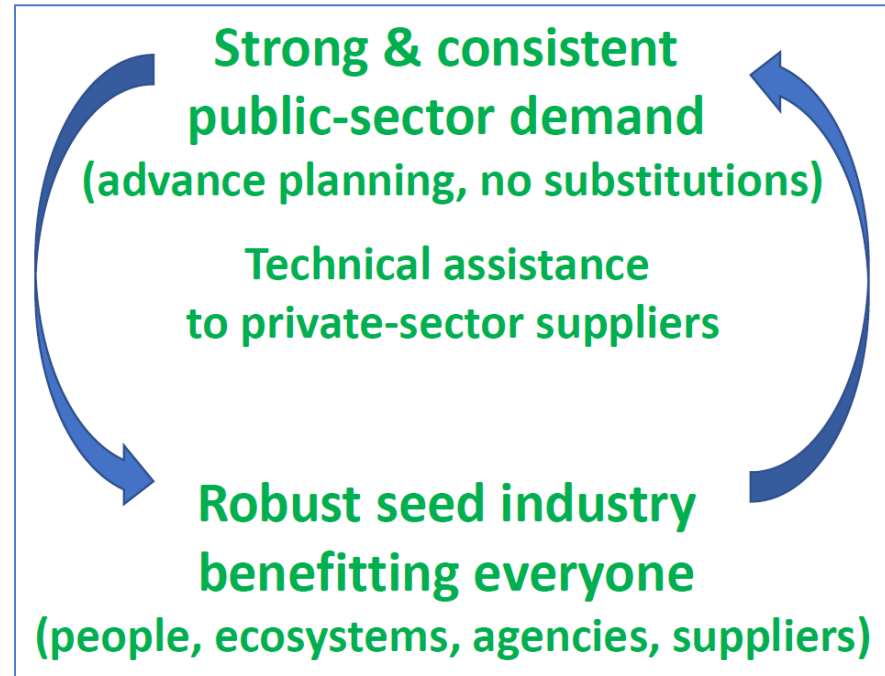 Strong & consistent
public-sector demand
(advance planning, no substitutions)
Technical assistance
to private-sector suppliers
Robust seed industry
benefitting everyone
(people, ecosystems, agencies, suppliers)